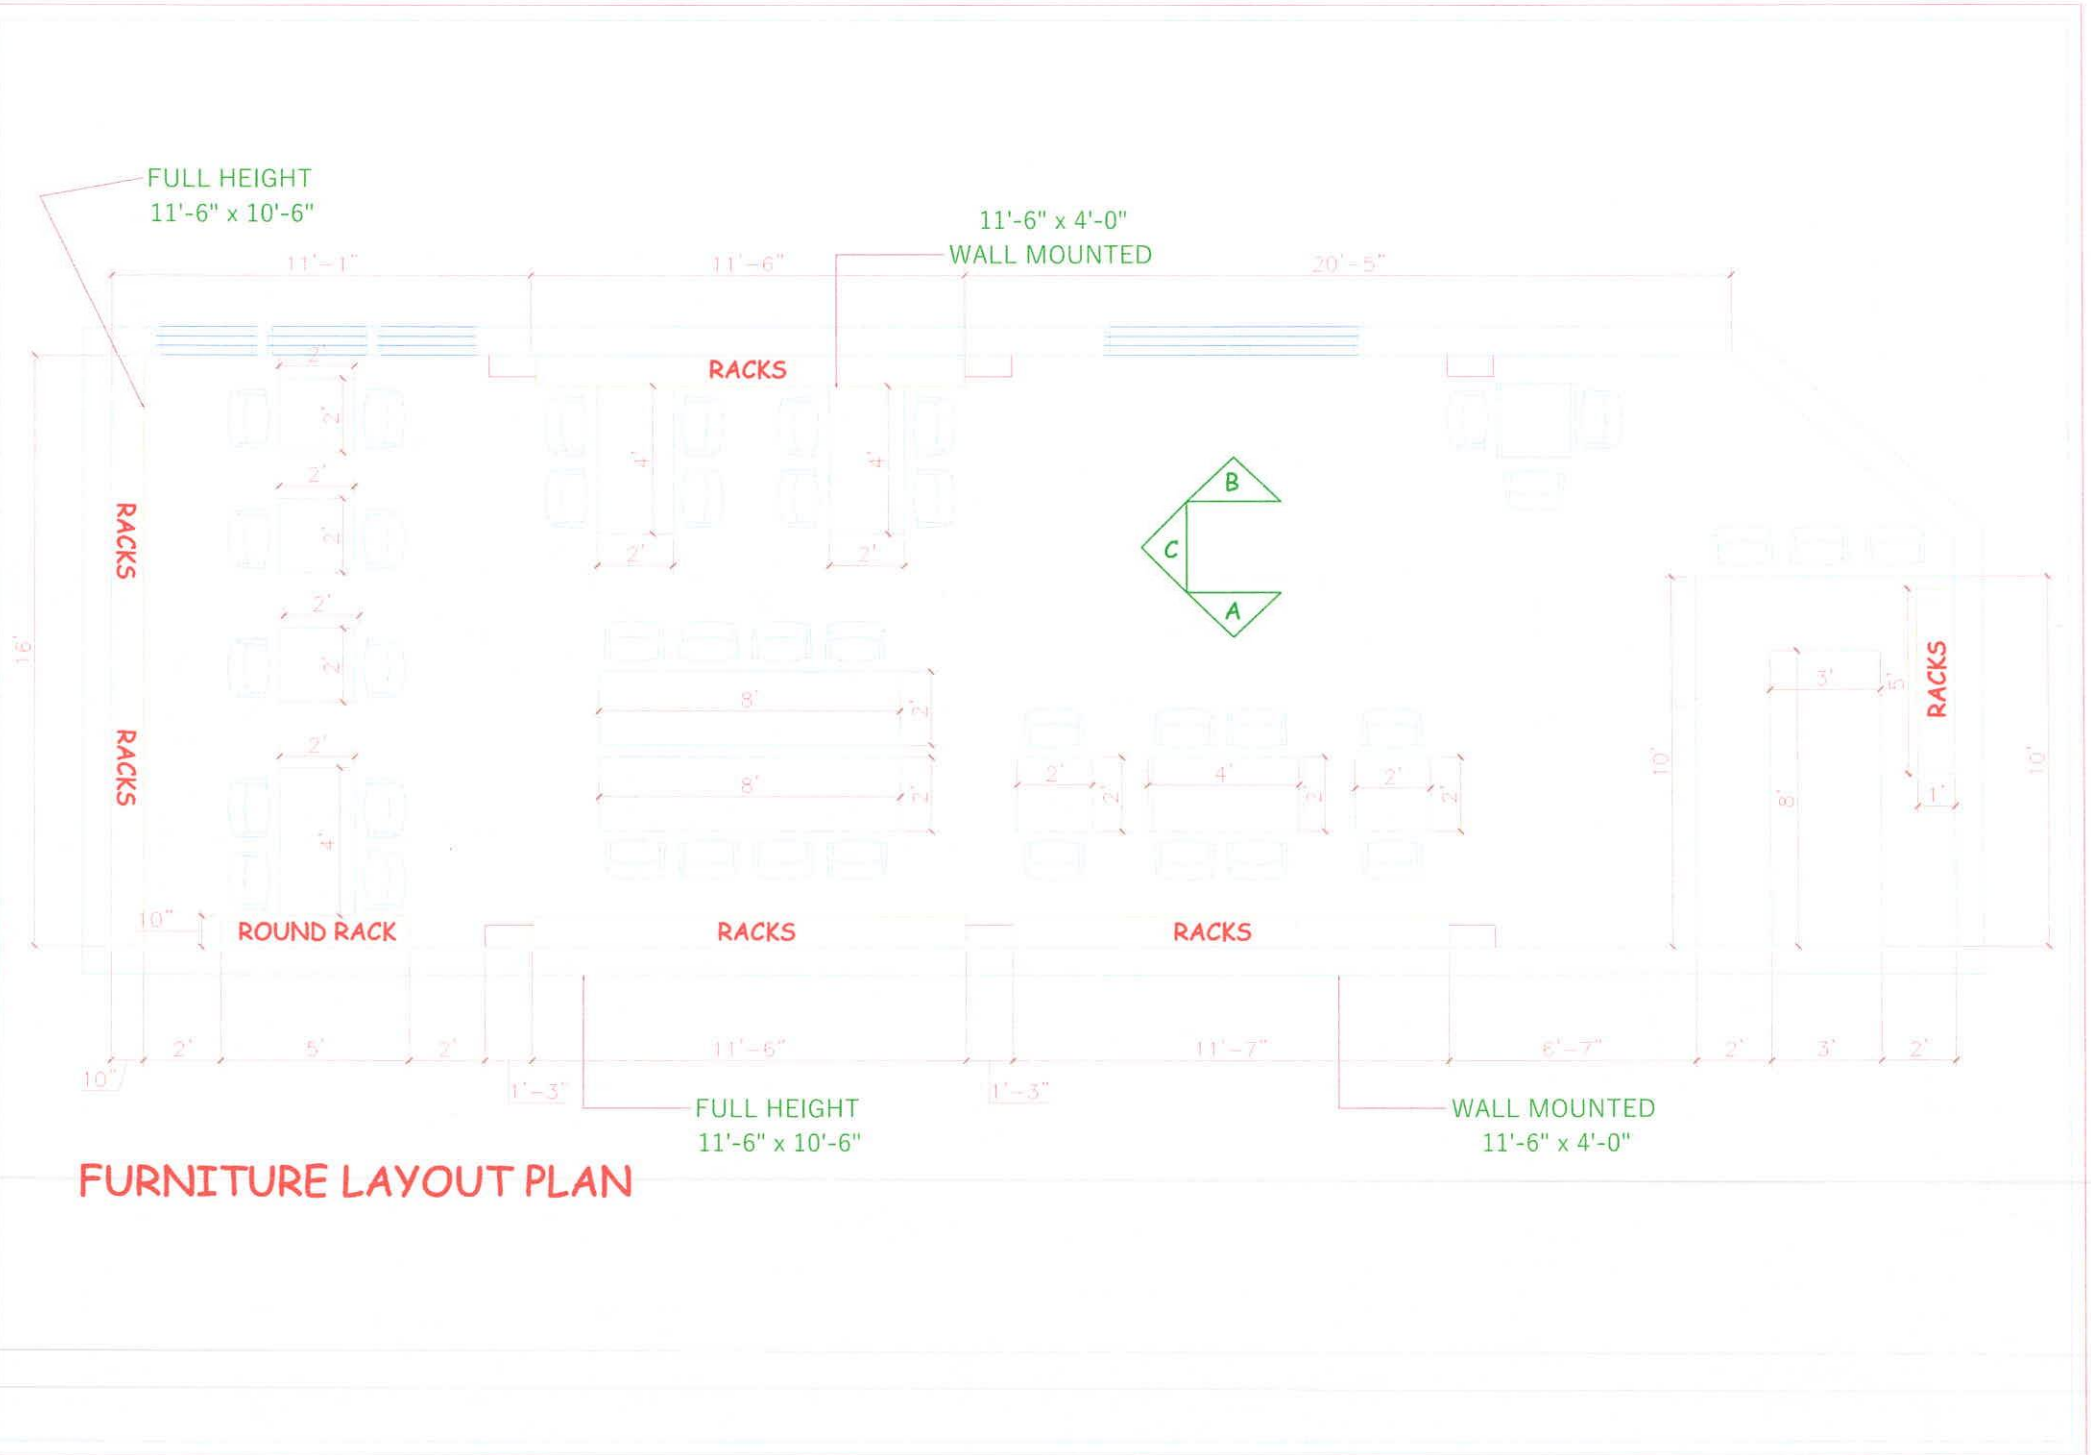 FULL HEIGHT
11'-6" x 10'-6"
11'-6" x 4'-0"
WALL MOUNTED
11'-1"
11'-6"
20'-5"
RACKS
2'
2'
2'
2'
2'
2'
2'
4'
4'
2'
2'
B
C
A
RACKS
RACKS
16'
8'
2'
8'
2'
2'
2'
4'
2'
2'
2'
2'
4'
3'
5'
RACKS
10'
8'
1'
10'
10"
ROUND RACK
RACKS
RACKS
10"
2'
5'
2'
1'-3"
11'-6"
1'-3"
11'-7"
6'-7"
2'
3'
2'
FULL HEIGHT
11'-6" x 10'-6"
WALL MOUNTED
11'-6" x 4'-0"
FURNITURE LAYOUT PLAN